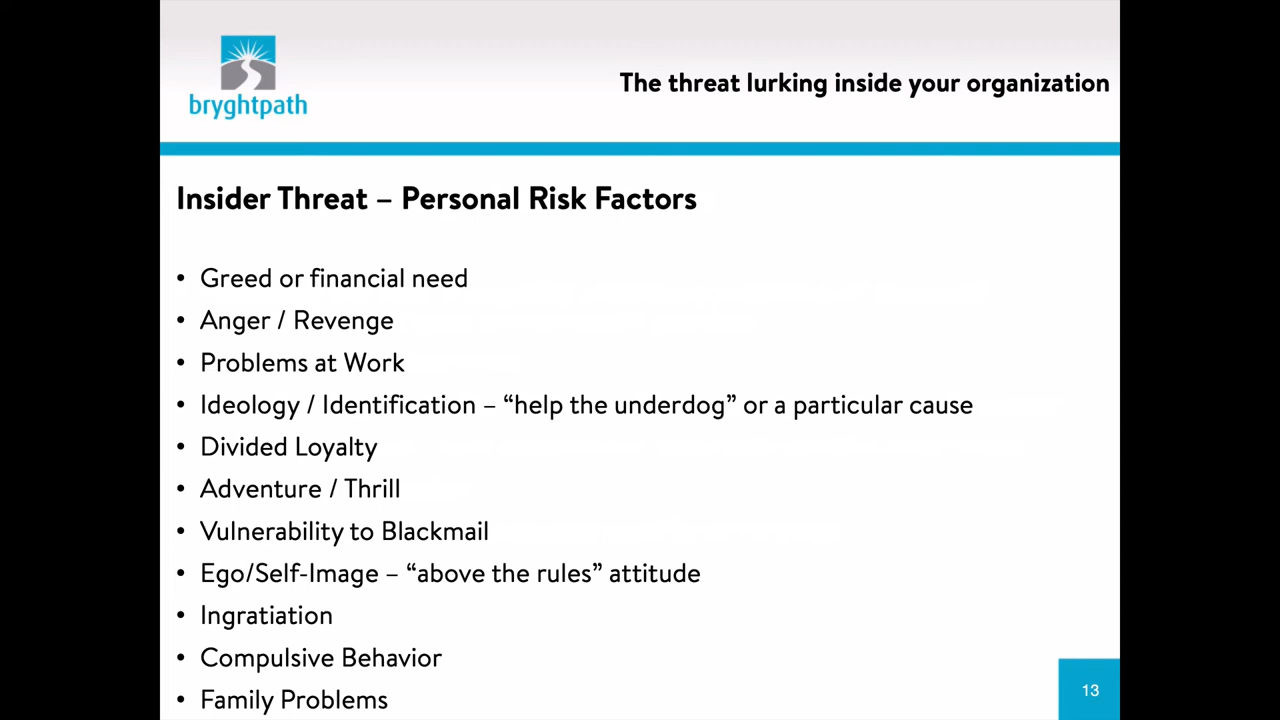 bryghtpath
The threat lurking inside your organization
Insider Threat – Personal Risk Factors
• Greed or financial need
• Anger / Revenge
• Problems at Work
• Ideology / Identification – “help the underdog” or a particular cause
• Divided Loyalty
• Adventure / Thrill
• Vulnerability to Blackmail
• Ego/Self-Image – “above the rules” attitude
• Ingratiation
• Compulsive Behavior
• Family Problems
13